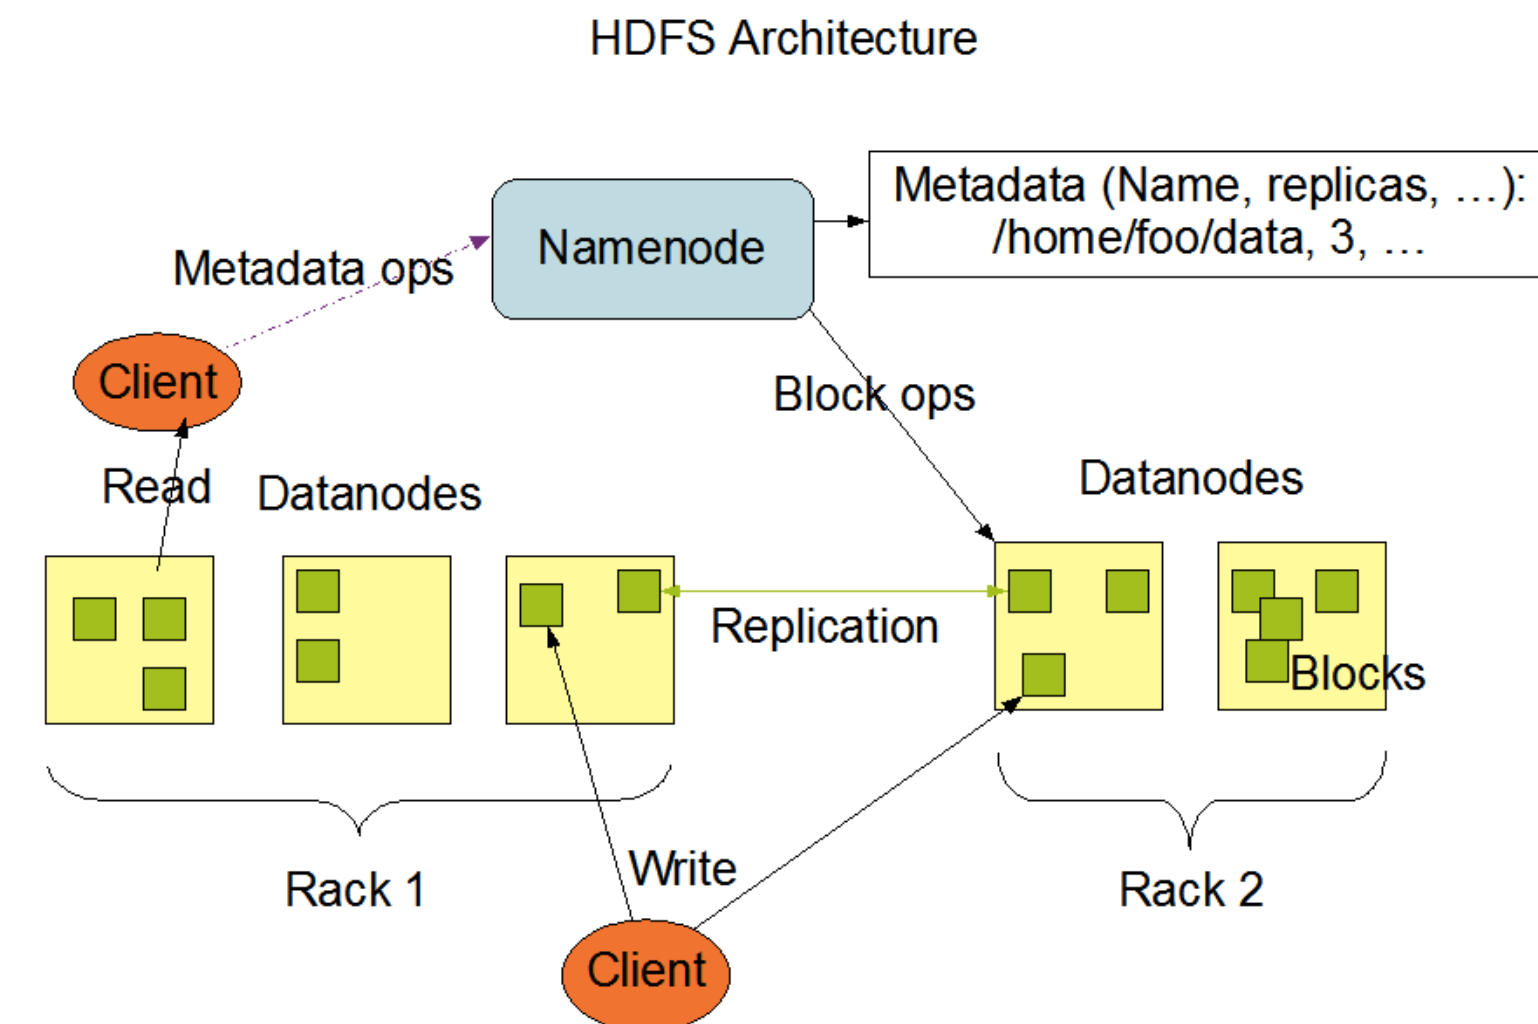 HDFS Architecture
Metadata (Name, replicas, ...):
/home/foo/data, 3, ...
Namenode
Metadata ops
Client
Block ops
Read
Datanodes
Datanodes
Replication
Blocks
Write
Rack 1
Rack 2
Client